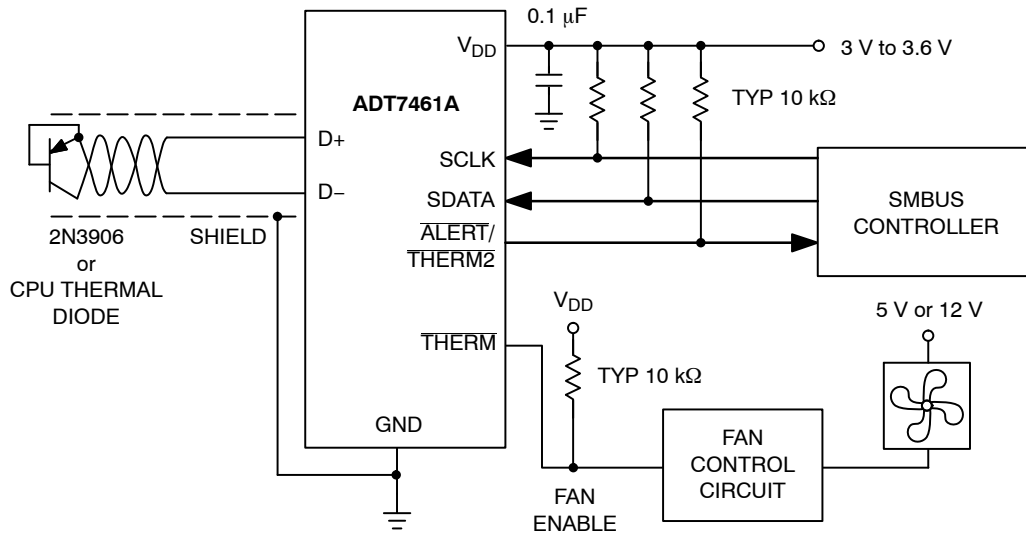 0.1 μF
V_DD
3 V to 3.6 V
ADT7461A
TYP 10 kΩ
D+
SCLK
D−
SDATA
SMBUS
CONTROLLER
2N3906
or
CPU THERMAL
DIODE
SHIELD
ALERT/
THERM2
V_DD
5 V or 12 V
THERM
TYP 10 kΩ
GND
FAN
CONTROL
CIRCUIT
FAN
ENABLE